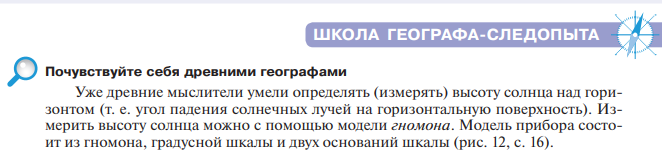 ШКОЛА ГЕОГРАФА-СЛЕДОПЫТА
Почувствуйте себя древними географами
Уже древние мыслители умели определять (измерять) высоту солнца над гори-
зонтом (т. е. угол падения солнечных лучей на горизонтальную поверхность). Из-
мерить высоту солнца можно с помощью модели гномона. Модель прибора состо-
ит из гномона, градусной шкалы и двух оснований шкалы (рис. 12, с. 16).